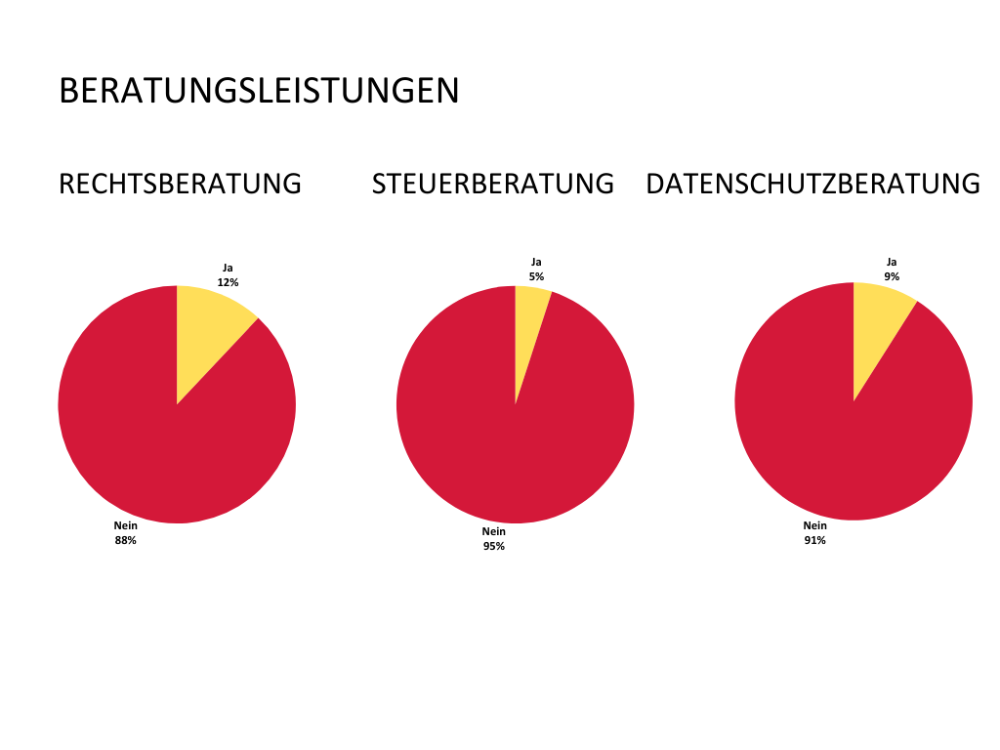 BERATUNGSLEISTUNGEN
RECHTSBERATUNG
STEUERBERATUNG
DATENSCHUTZBERATUNG
Ja
12%
Nein
88%
Ja
5%
Nein
95%
Ja
9%
Nein
91%